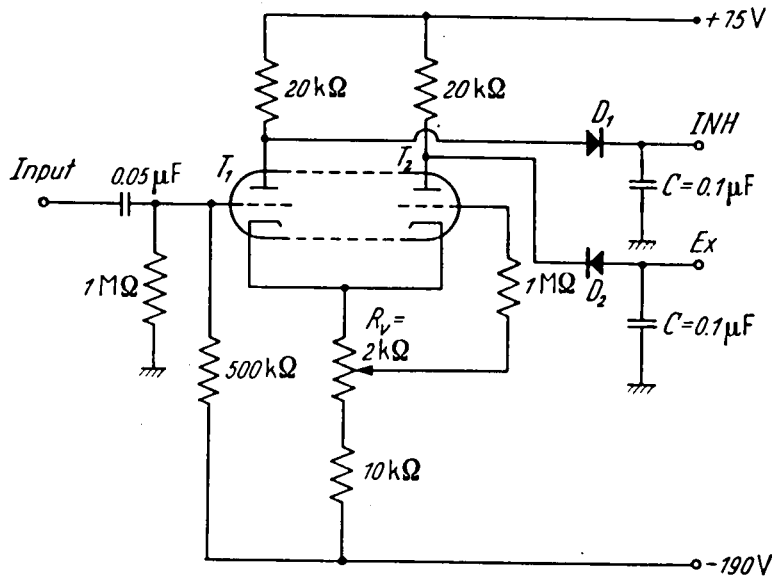 +75V
20kΩ
20kΩ
D₁
INH
Input
0.05μF
T₁
T₂
C=0.1μF
Ex
1MΩ
1MΩ
D₂
Rᵥ=
2kΩ
C=0.1μF
500kΩ
10kΩ
-190V